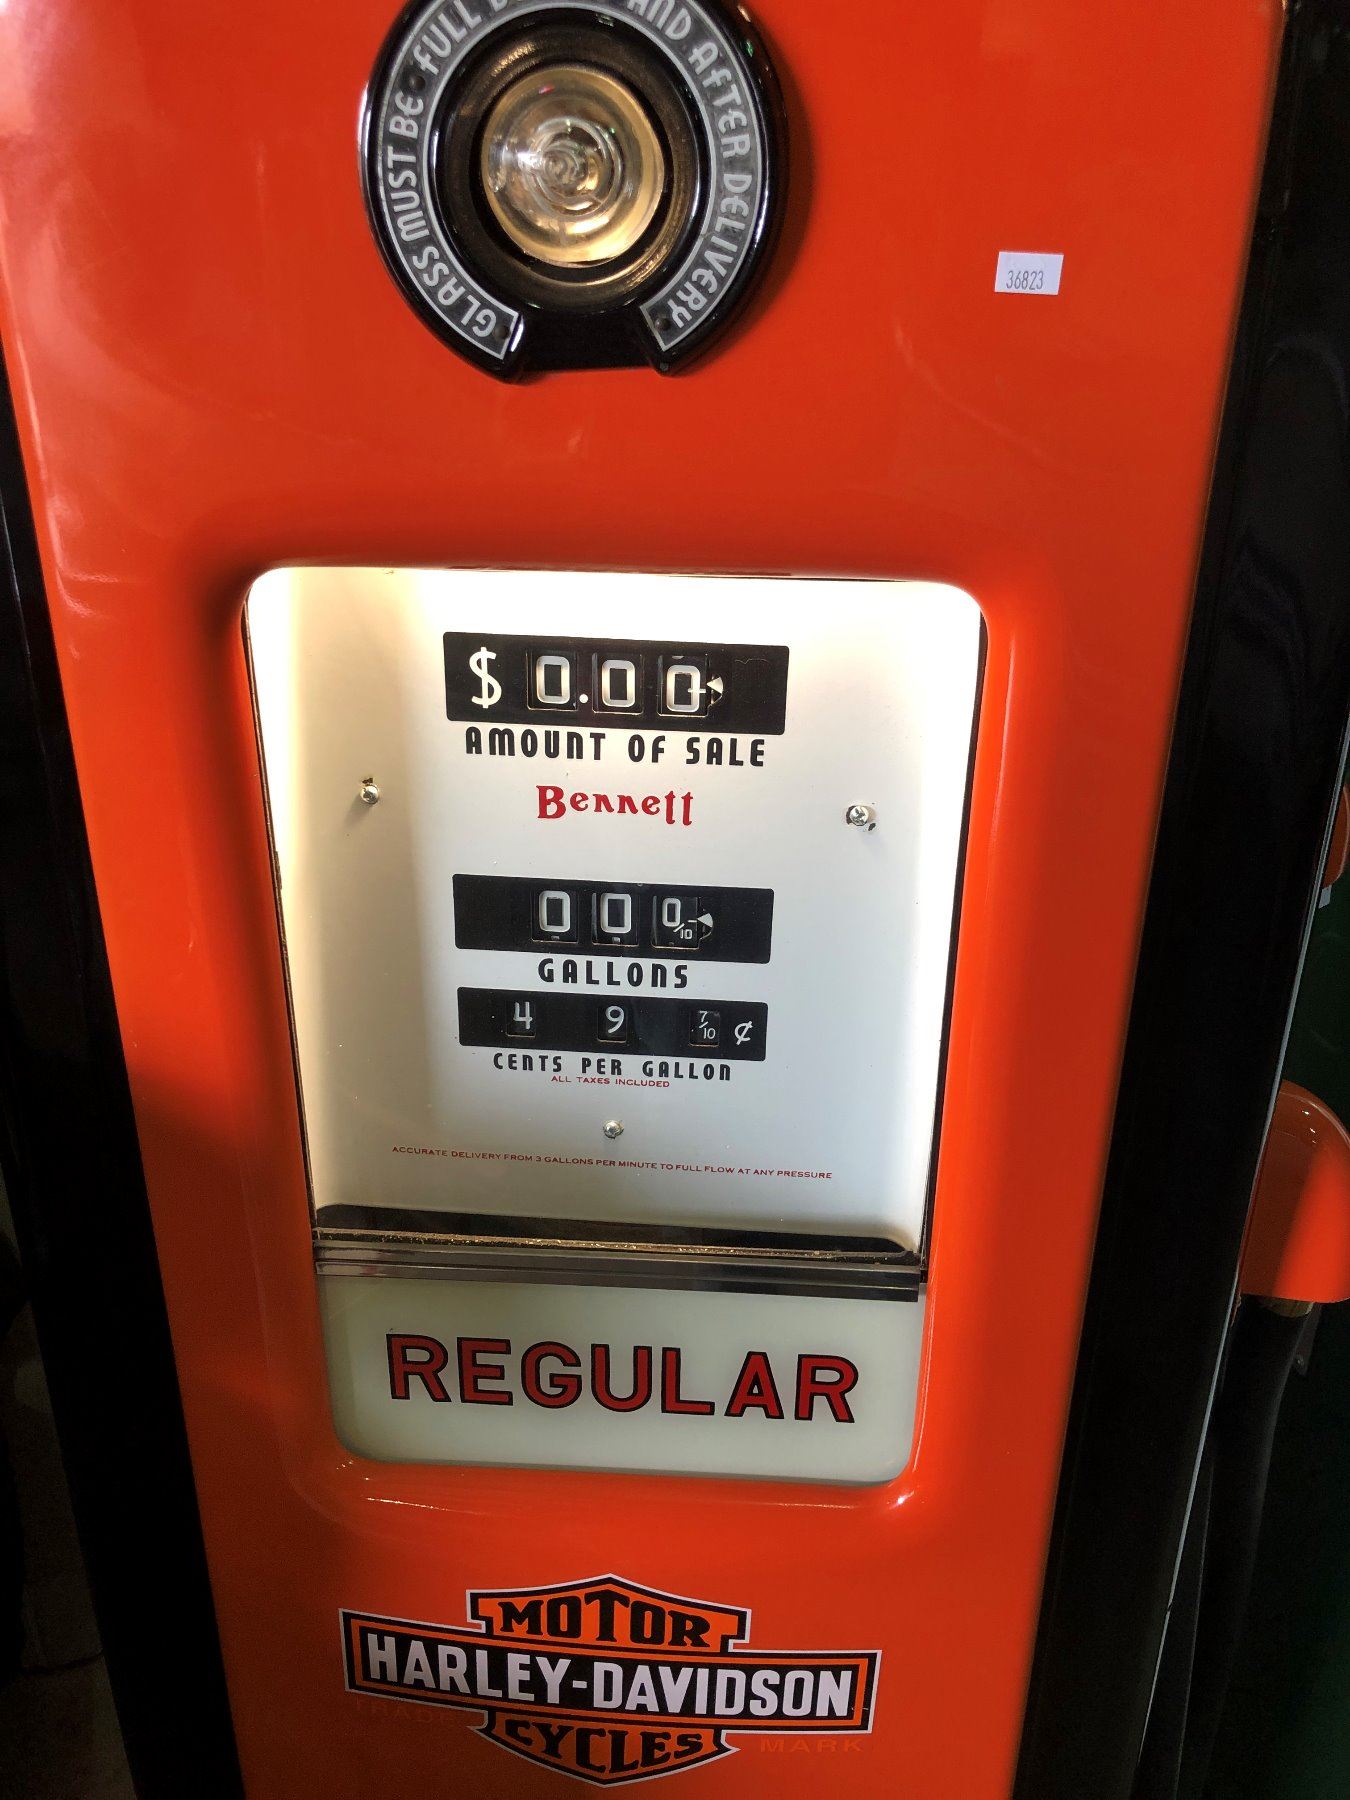 GLASS MUST BE FULL AND AFTER DELIVERY
36823
$ 0.00
AMOUNT OF SALE
Bennett
0 0 0/10
GALLONS
4 9 7/10 ¢
CENTS PER GALLON
ALL TAXES INCLUDED
ACCURATE DELIVERY FROM 3 GALLONS PER MINUTE TO FULL FLOW AT ANY PRESSURE
REGULAR
MOTOR
HARLEY-DAVIDSON
TRADE MARK
CYCLES